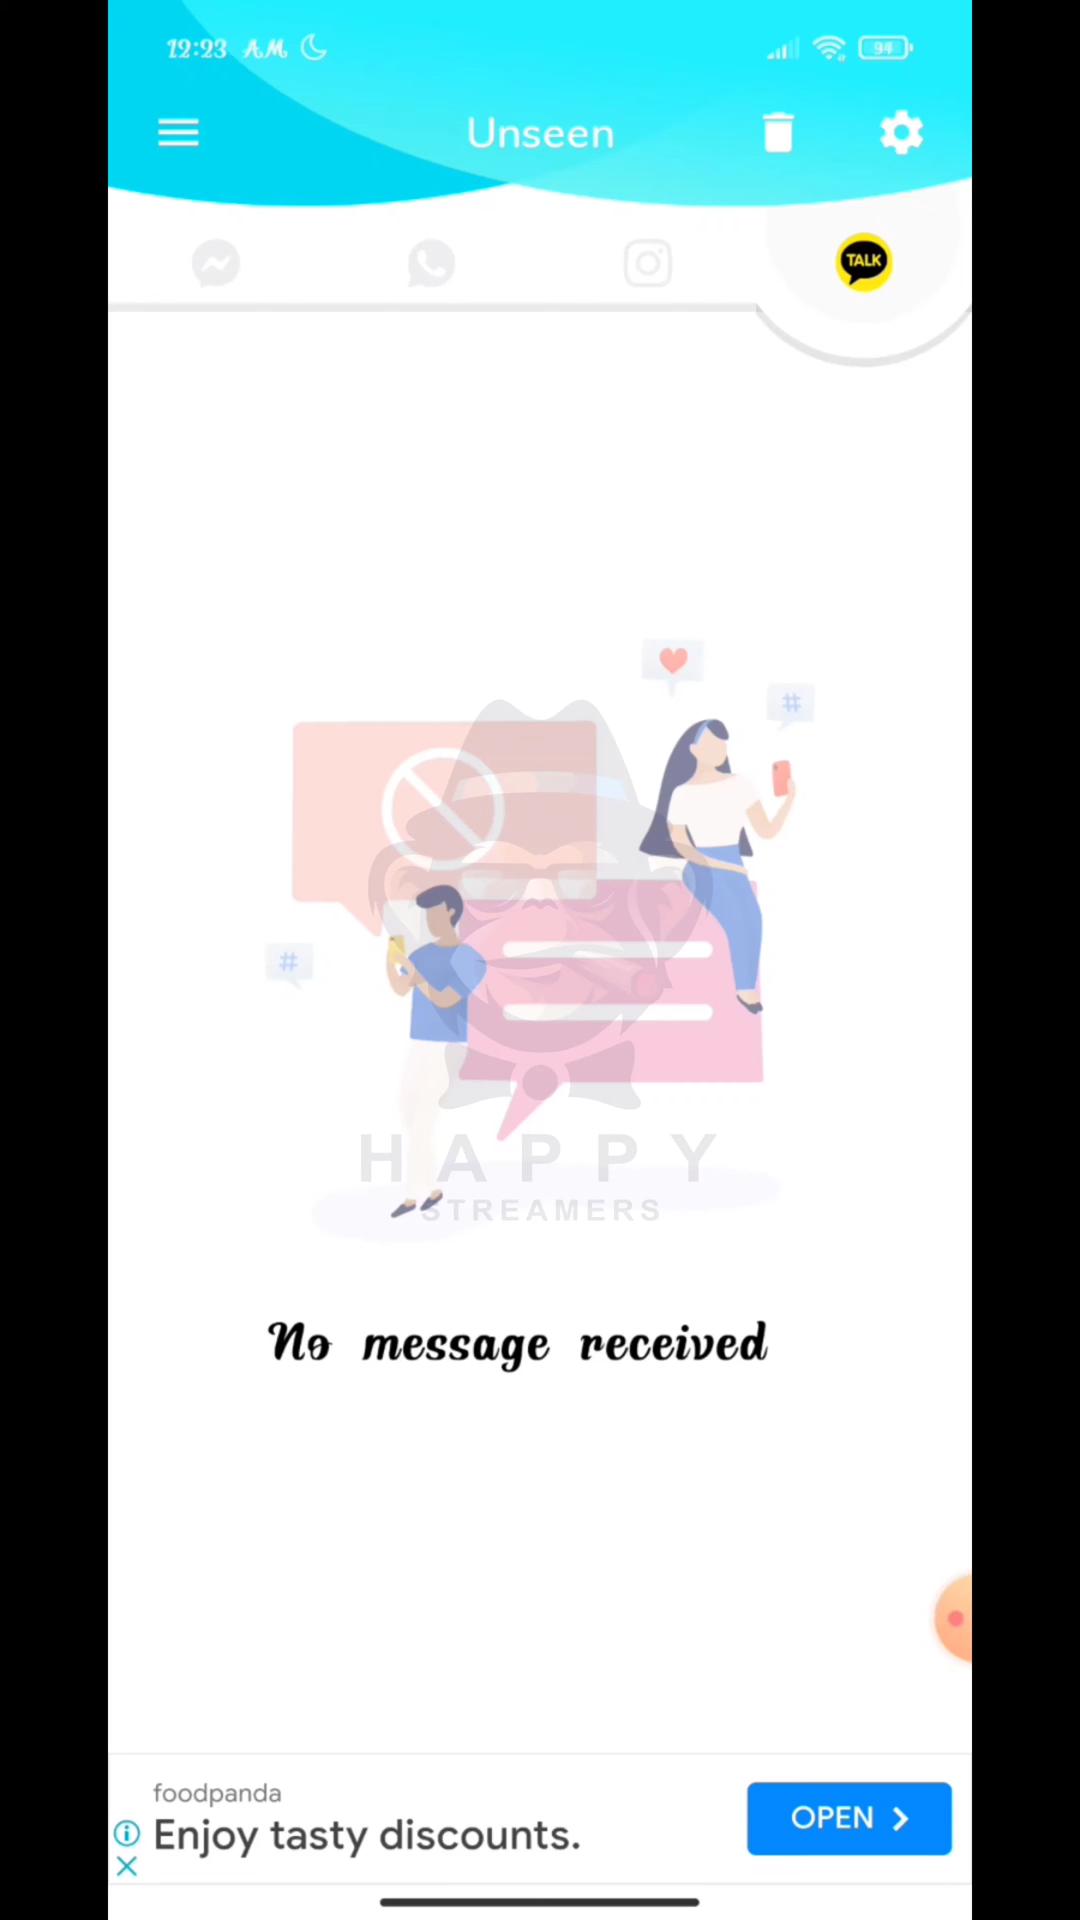 12:23 AM
94
Unseen
TALK
#
#
HAPPY
STREAMERS
No message received
foodpanda
Enjoy tasty discounts.
OPEN